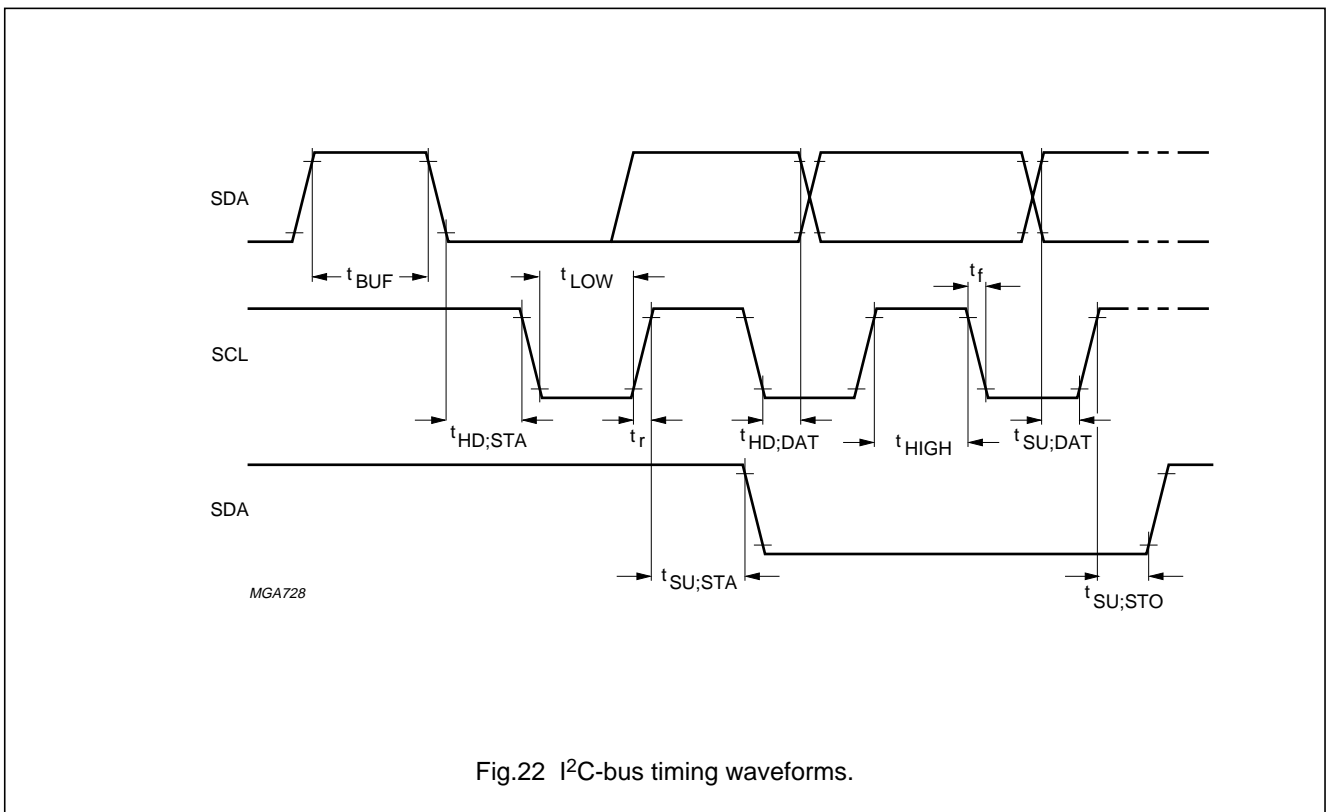 SDA
t BUF
t LOW
t f
SCL
t HD;STA
t r
t HD;DAT
t HIGH
t SU;DAT
SDA
t SU;STA
t SU;STO
MGA728
Fig.22 I²C-bus timing waveforms.